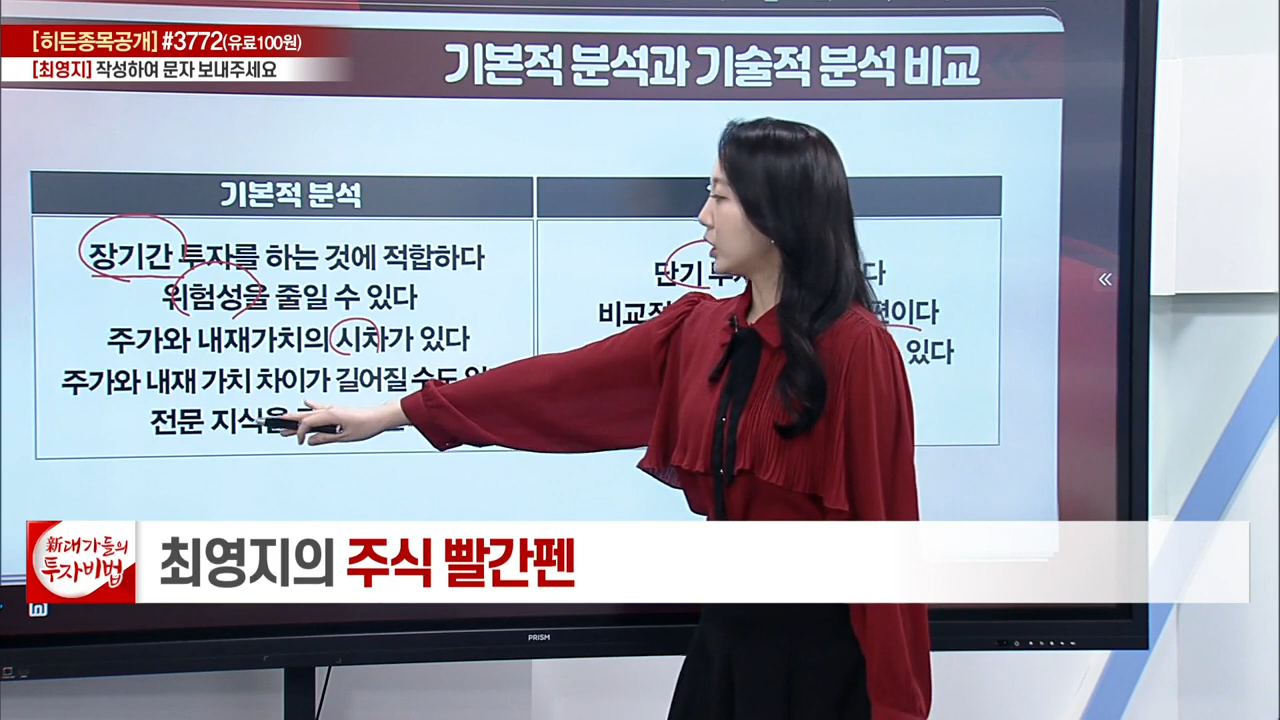 [히든종목공개] #3772(유료100원)
[최영지] 작성하여 문자 보내주세요
기본적 분석과 기술적 분석 비교
기본적 분석
장기간 투자를 하는 것에 적합하다
위험성을 줄일 수 있다
주가와 내재가치의 시차가 있다
주가와 내재 가치 차이가 길어질 수도
전문 지식을
단기
다
비교적
편이다
있다
新대가들의
투자비법
최영지의 주식 빨간펜
PRISM